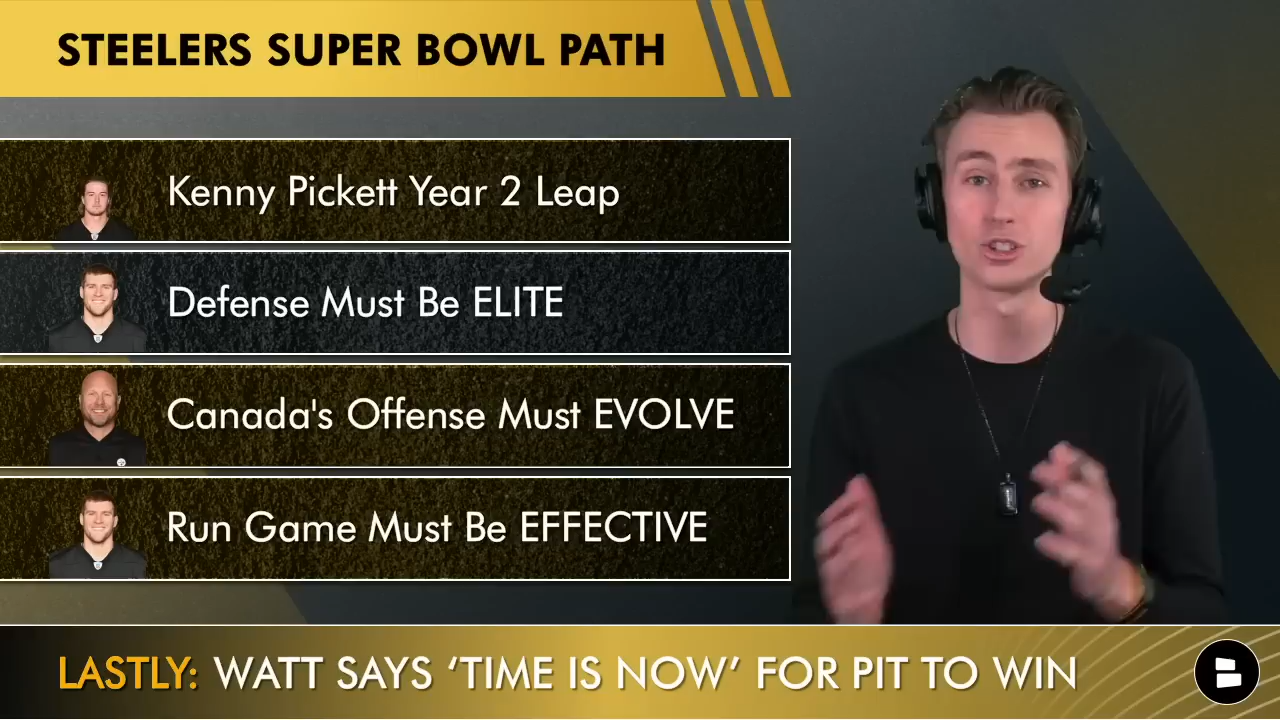 STEELERS SUPER BOWL PATH
Kenny Pickett Year 2 Leap
Defense Must Be ELITE
Canada's Offense Must EVOLVE
Run Game Must Be EFFECTIVE
LASTLY: WATT SAYS ‘TIME IS NOW’ FOR PIT TO WIN